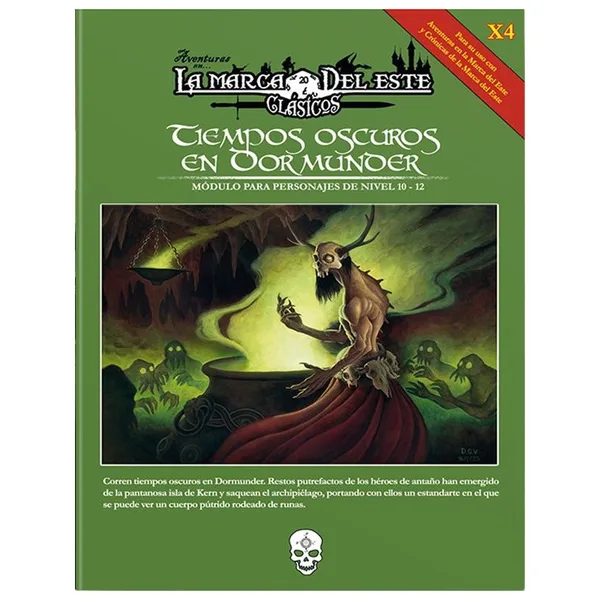 X4
Para su uso con
Aventuras en la Marca del Este
y Crónicas de la Marca del Este
Aventuras
en...
LA MARCA DEL ESTE
20
CLÁSICOS
TIEMPOS OSCUROS
EN DORMUNDER
MÓDULO PARA PERSONAJES DE NIVEL 10 - 12
D.G.V
Corren tiempos oscuros en Dormunder. Restos putrefactos de los héroes de antaño han emergido
de la pantanosa isla de Kern y saquean el archipiélago, portando con ellos un estandarte en el que
se puede ver un cuerpo pútrido rodeado de runas.